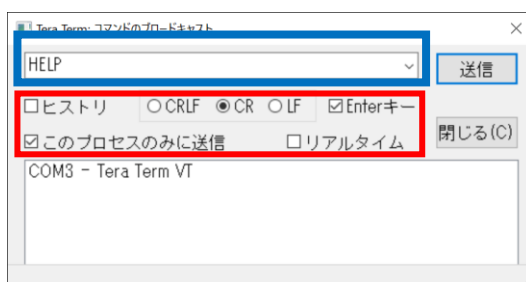 Tera Term: コマンドのブロードキャスト
HELP
送信
ヒストリ CRLF CR LF Enterキー
このプロセスのみに送信 リアルタイム
閉じる(C)
COM3 - Tera Term VT